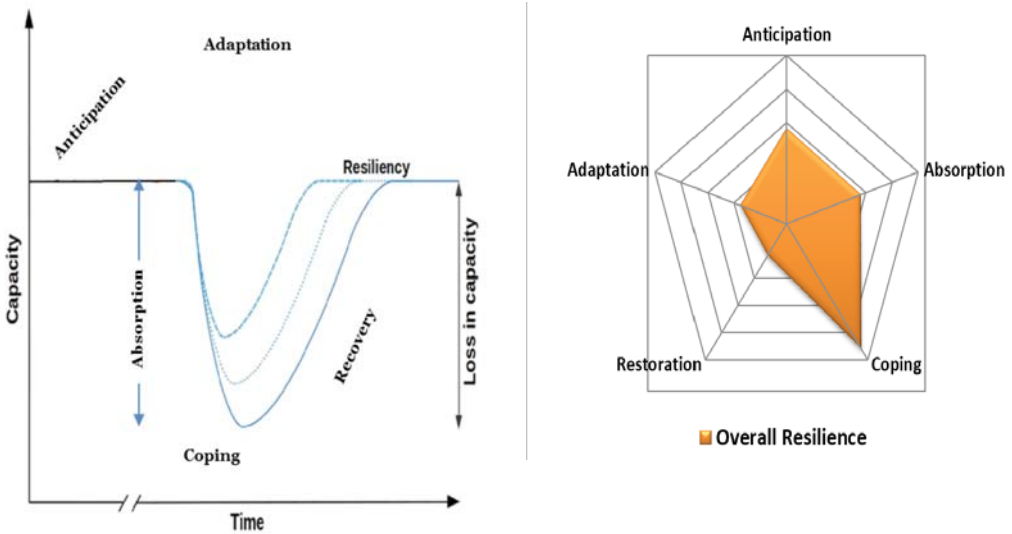 Adaptation
Anticipation
Resiliency
Capacity
Absorption
Recovery
Loss in capacity
Coping
Time
Anticipation
Adaptation
Absorption
Restoration
Coping
Overall Resilience